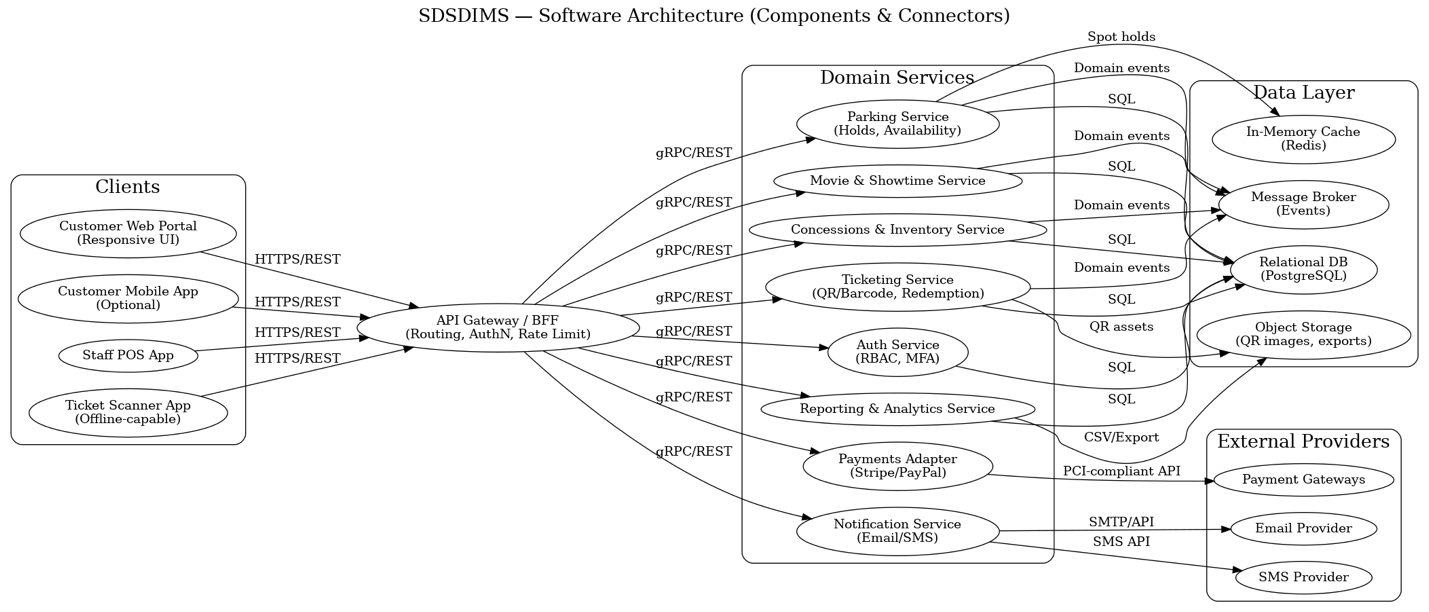 SDSDIMS — Software Architecture (Components & Connectors)
Clients
Customer Web Portal
(Responsive UI)
Customer Mobile App
(Optional)
Staff POS App
Ticket Scanner App
(Offline-capable)
HTTPS/REST
HTTPS/REST
HTTPS/REST
HTTPS/REST
API Gateway / BFF
(Routing, AuthN, Rate Limit)
gRPC/REST
gRPC/REST
gRPC/REST
gRPC/REST
gRPC/REST
gRPC/REST
gRPC/REST
gRPC/REST
Domain Services
Parking Service
(Holds, Availability)
Movie & Showtime Service
Concessions & Inventory Service
Ticketing Service
(QR/Barcode, Redemption)
Auth Service
(RBAC, MFA)
Reporting & Analytics Service
Payments Adapter
(Stripe/PayPal)
Notification Service
(Email/SMS)
Spot holds
Domain events
SQL
Domain events
SQL
Domain events
SQL
Domain events
SQL
QR assets
SQL
SQL
CSV/Export
PCI-compliant API
SMTP/API
SMS API
Data Layer
In-Memory Cache
(Redis)
Message Broker
(Events)
Relational DB
(PostgreSQL)
Object Storage
(QR images, exports)
External Providers
Payment Gateways
Email Provider
SMS Provider